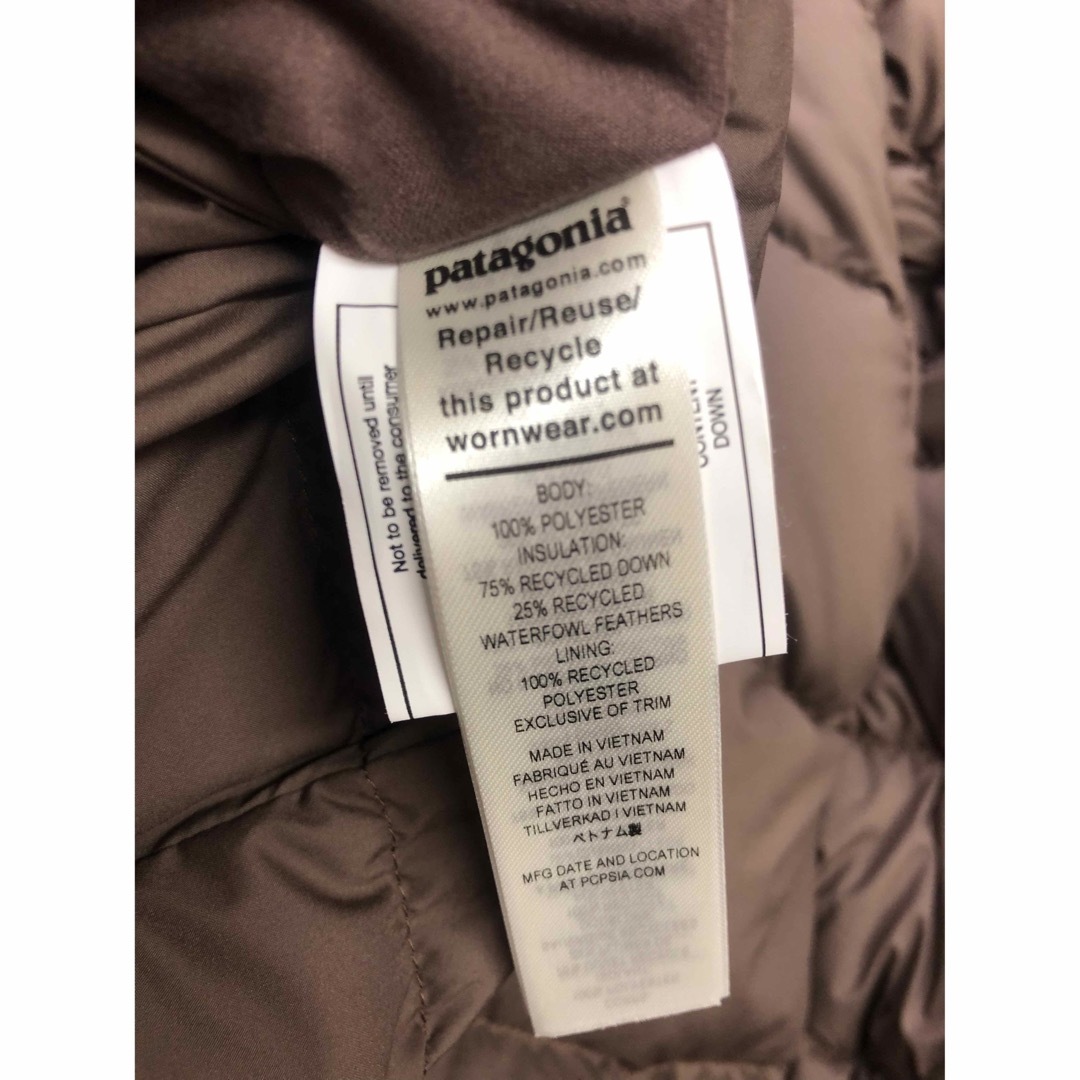 patagonia®
www.patagonia.com
Repair/Reuse/
Recycle
this product at
wornwear.com
BODY:
100% POLYESTER
INSULATION:
75% RECYCLED DOWN
25% RECYCLED
WATERFOWL FEATHERS
LINING:
100% RECYCLED
POLYESTER
EXCLUSIVE OF TRIM
MADE IN VIETNAM
FABRIQUÉ AU VIETNAM
HECHO EN VIETNAM
FATTO IN VIETNAM
TILLVERKAD I VIETNAM
ベトナム製
MFG DATE AND LOCATION
AT PCPSIA.COM
Not to be removed until
delivered to the consumer
CONTENT
DOWN